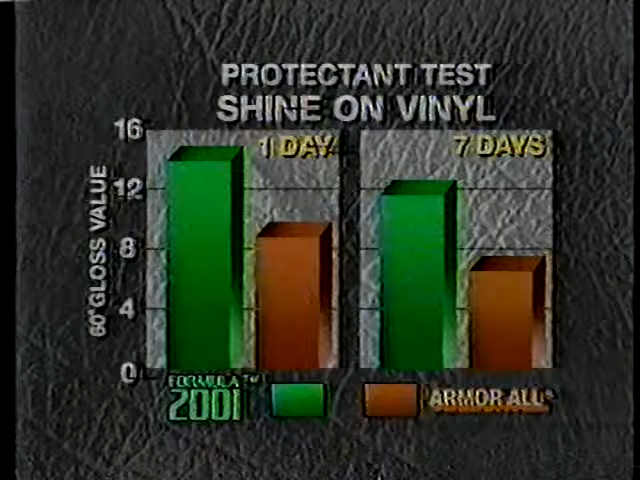 PROTECTANT TEST
SHINE ON VINYL
1 DAY
7 DAYS
60° GLOSS VALUE
16
12
8
4
0
FORMULA™
2001
ARMOR ALL®